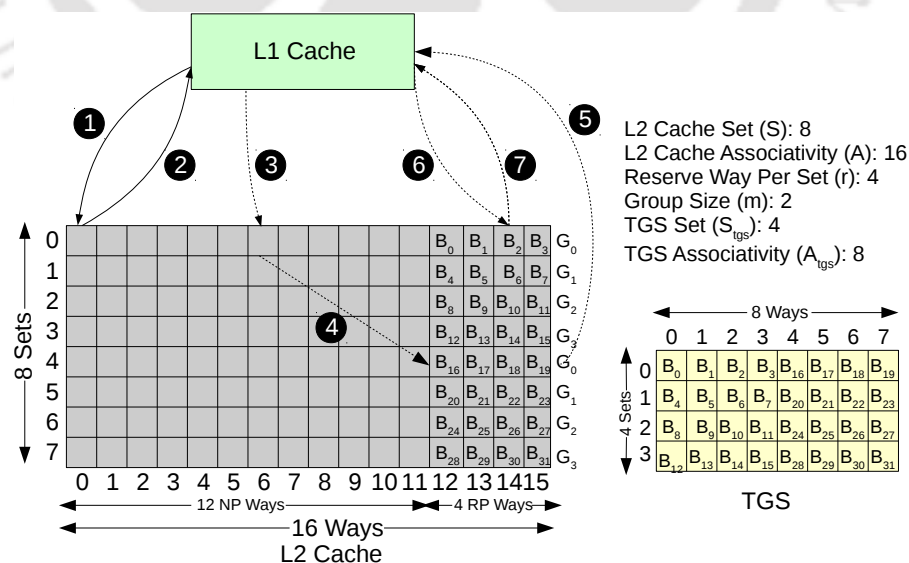 L1 Cache
1
2
3
6
7
5
L2 Cache Set (S): 8
L2 Cache Associativity (A): 16
Reserve Way Per Set (r): 4
Group Size (m): 2
TGS Set (Stgs): 4
TGS Associativity (Atgs): 8
0 B0 B1 B2 B3 G0
1 B4 B5 B6 B7 G1
2 B8 B9 B10 B11 G2
3 B12 B13 B14 B15 G3
4
4 B16 B17 B18 B19 G0
5 B20 B21 B22 B23 G1
6 B24 B25 B26 B27 G2
7 B28 B29 B30 B31 G3
8 Sets
0 1 2 3 4 5 6 7 8 9 10 11 12 13 14 15
12 NP Ways 4 RP Ways
16 Ways
L2 Cache
8 Ways
0 1 2 3 4 5 6 7
0 B0 B1 B2 B3 B16 B17 B18 B19
1 B4 B5 B6 B7 B20 B21 B22 B23
2 B8 B9 B10 B11 B24 B25 B26 B27
3 B12 B13 B14 B15 B28 B29 B30 B31
4 Sets
TGS